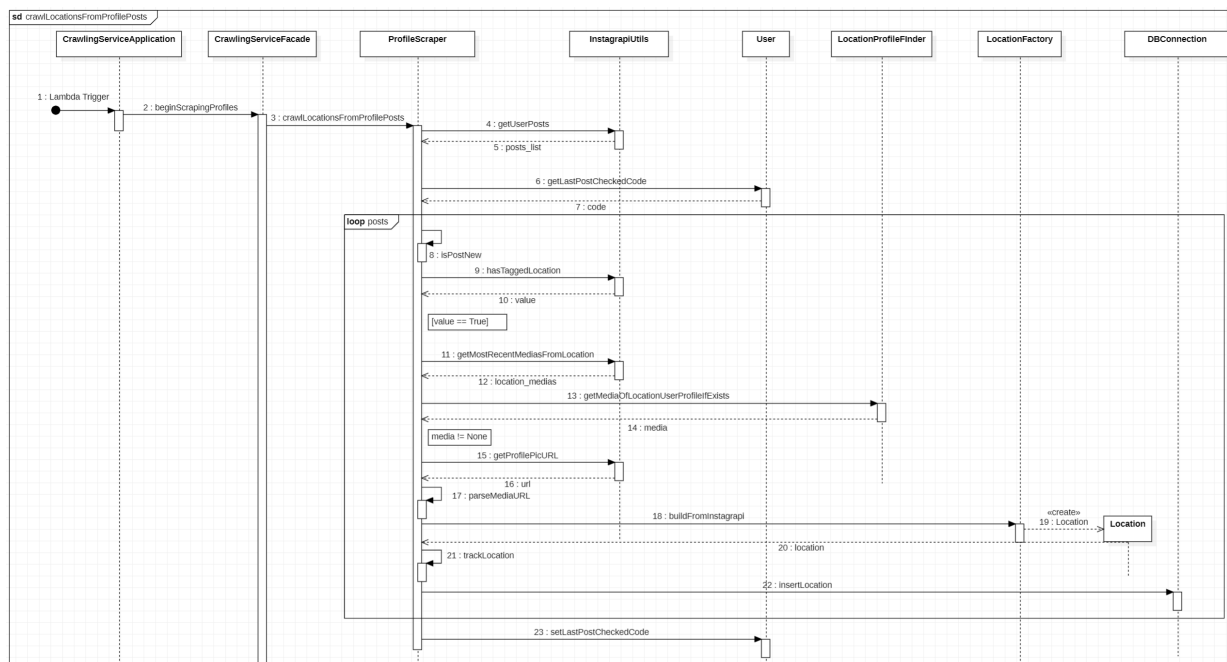 sd crawlLocationsFromProfilePosts
CrawlingServiceApplication
CrawlingServiceFacade
ProfileScraper
InstagrapiUtils
User
LocationProfileFinder
LocationFactory
DBConnection
1 : Lambda Trigger
2 : beginScrapingProfiles
3 : crawlLocationsFromProfilePosts
4 : getUserPosts
5 : posts_list
6 : getLastPostCheckedCode
7 : code
loop posts
8 : isPostNew
9 : hasTaggedLocation
10 : value
[value == True]
11 : getMostRecentMediasFromLocation
12 : location_medias
13 : getMediaOfLocationUserProfileIfExists
14 : media
media != None
15 : getProfilePicURL
16 : url
17 : parseMediaURL
18 : buildFromInstagrapi
«create»
19 : Location
Location
20 : location
21 : trackLocation
22 : insertLocation
23 : setLastPostCheckedCode